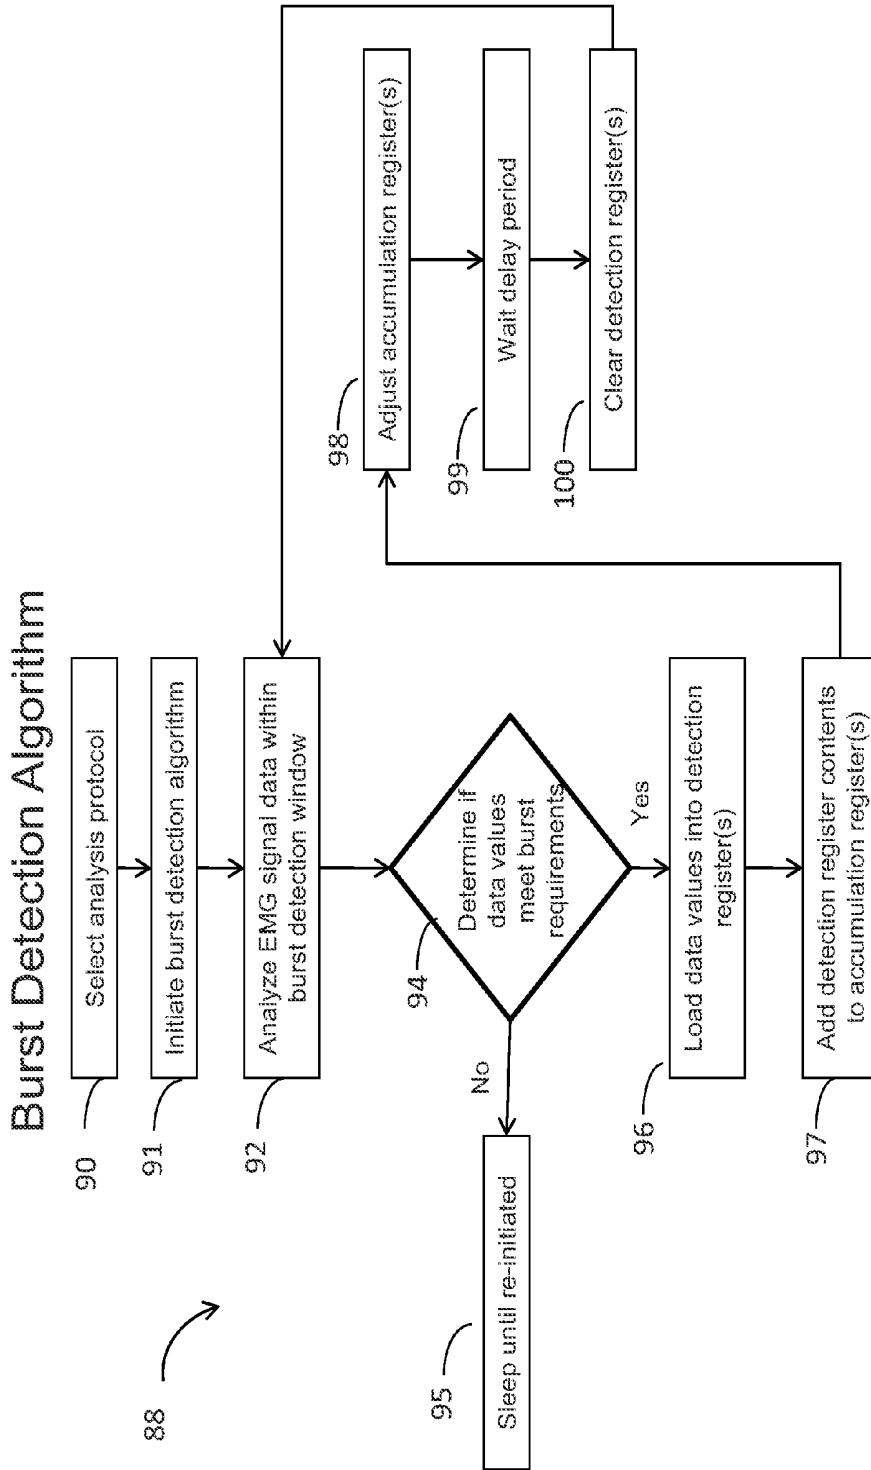 Burst Detection Algorithm
88
90
Select analysis protocol
91
Initiate burst detection algorithm
92
Analyze EMG signal data within
burst detection window
94
Determine if
data values
meet burst
requirements
No
Yes
95
Sleep until re-initiated
96
Load data values into detection
register(s)
97
Add detection register contents
to accumulation register(s)
98
Adjust accumulation register(s)
99
Wait delay period
100
Clear detection register(s)